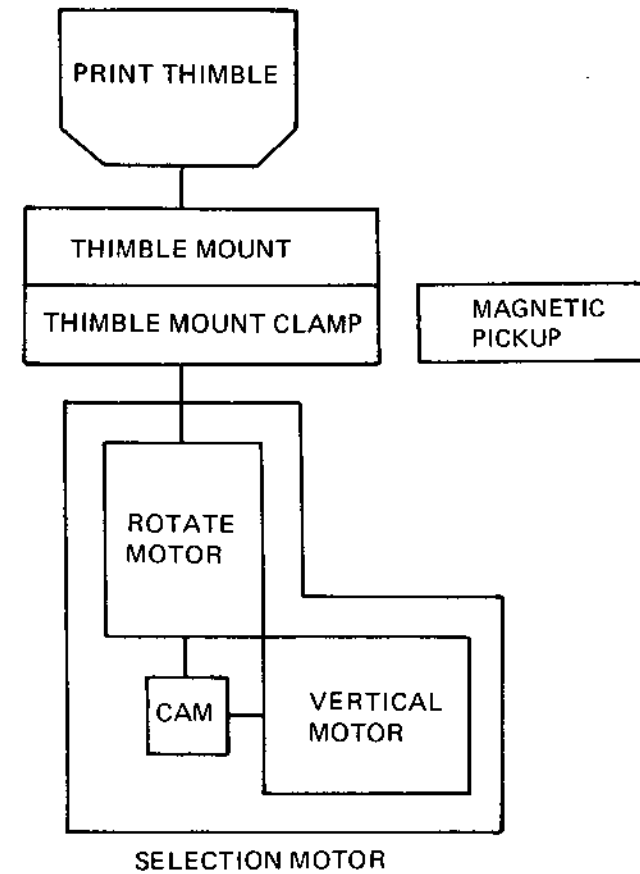 PRINT THIMBLE
THIMBLE MOUNT
THIMBLE MOUNT CLAMP
MAGNETIC
PICKUP
ROTATE
MOTOR
CAM
VERTICAL
MOTOR
SELECTION MOTOR